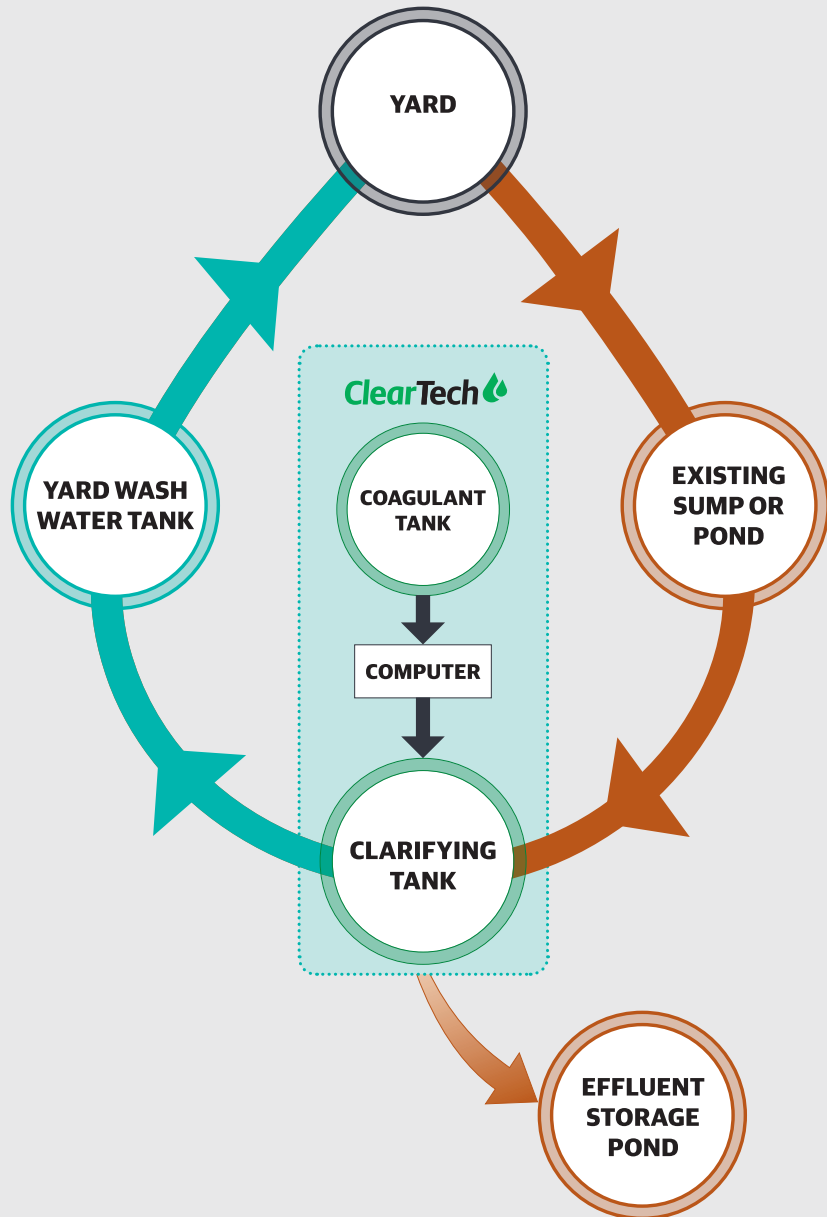 YARD
ClearTech
COAGULANT
TANK
YARD WASH
WATER TANK
EXISTING
SUMP OR
POND
COMPUTER
CLARIFYING
TANK
EFFLUENT
STORAGE
POND